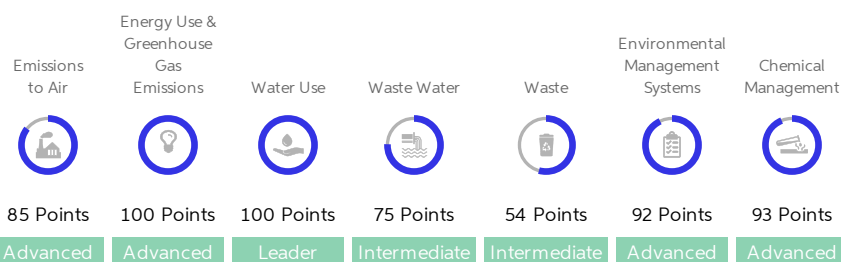 Emissions
to Air
Energy Use &
Greenhouse
Gas
Emissions
Water Use
Waste Water
Waste
Environmental
Management
Systems
Chemical
Management
85 Points
100 Points
100 Points
75 Points
54 Points
92 Points
93 Points
Advanced
Advanced
Leader
Intermediate
Intermediate
Advanced
Advanced